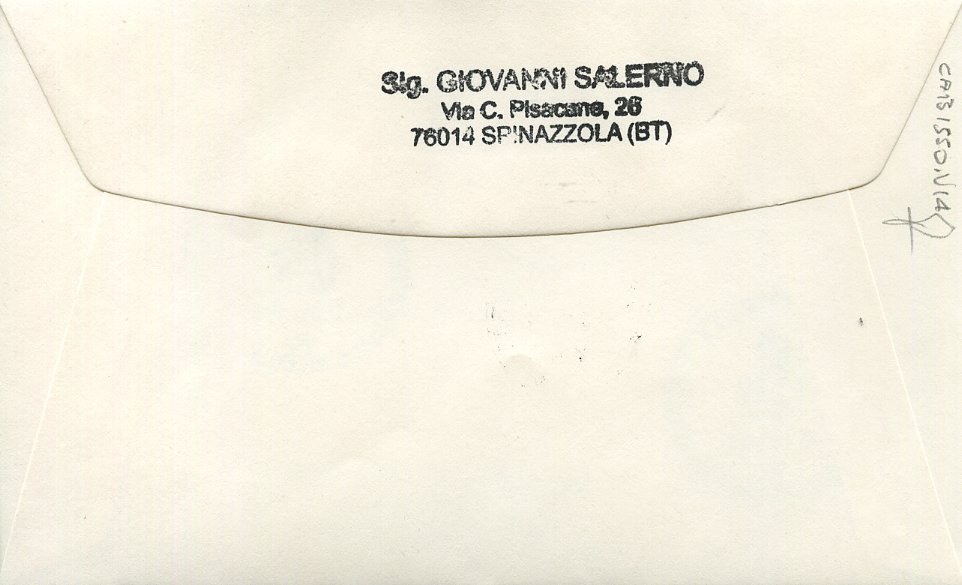 Sig. GIOVANNI SALERNO
Via C. Pisacane, 26
76014 SPINAZZOLA (BT)